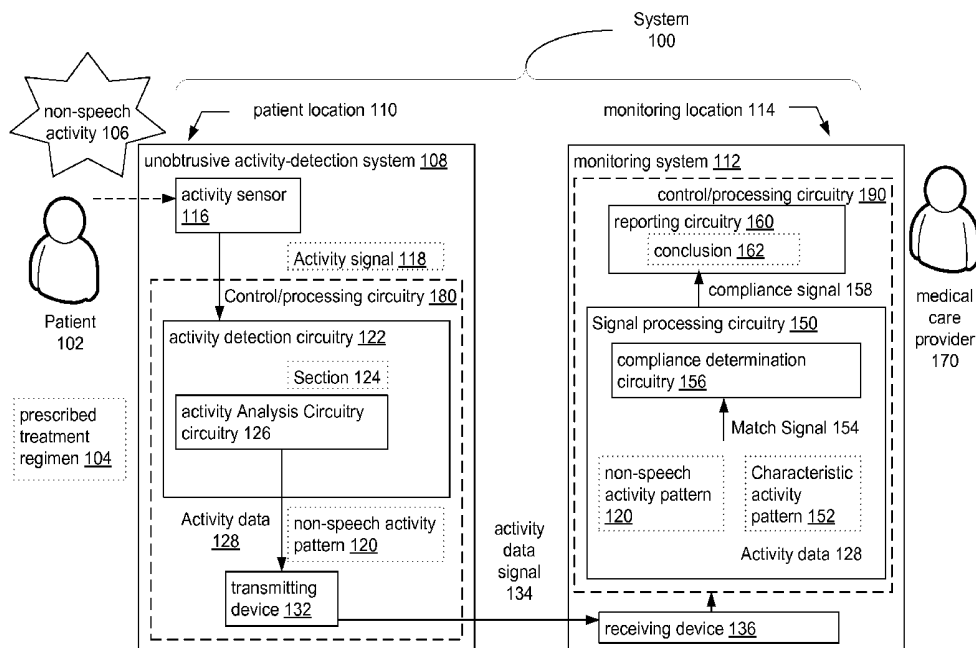 System
100
non-speech
activity 106
patient location 110
monitoring location 114
unobtrusive activity-detection system 108
activity sensor
116
Activity signal 118
Control/processing circuitry 180
activity detection circuitry 122
Section 124
activity Analysis Circuitry
circuitry 126
Patient
102
prescribed
treatment
regimen 104
Activity data
128
non-speech activity
pattern 120
transmitting
device 132
activity
data
signal
134
monitoring system 112
control/processing circuitry 190
reporting circuitry 160
conclusion 162
compliance signal 158
Signal processing circuitry 150
compliance determination
circuitry 156
Match Signal 154
non-speech
activity pattern
120
Characteristic
activity
pattern 152
Activity data 128
receiving device 136
medical
care
provider
170